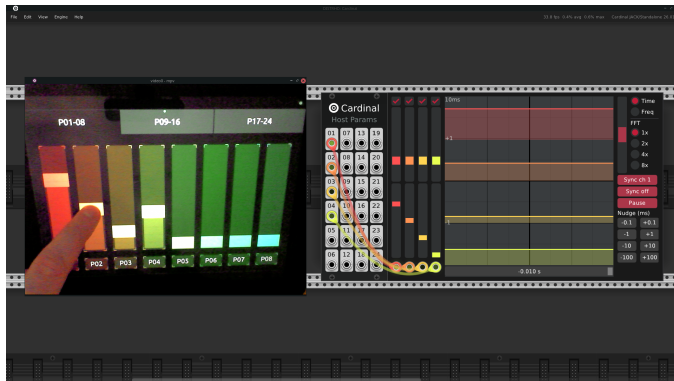 File Edit View Engine Help
P01-08 P09-16 P17-24
P02 P03 P04 P05 P06 P07 P08
Cardinal
Host Params
01 07 13 19
02 08 14 20
03 09 15 21
04 10 16 22
05 11 17 23
06 12 18 24
10ms
+1
-1
-0.010 s
Time
Freq
FFT
1x
2x
4x
8x
Sync ch 1
Sync off
Pause
Nudge (ms)
-0.1 +0.1
-1 +1
-10 +10
-100 +100